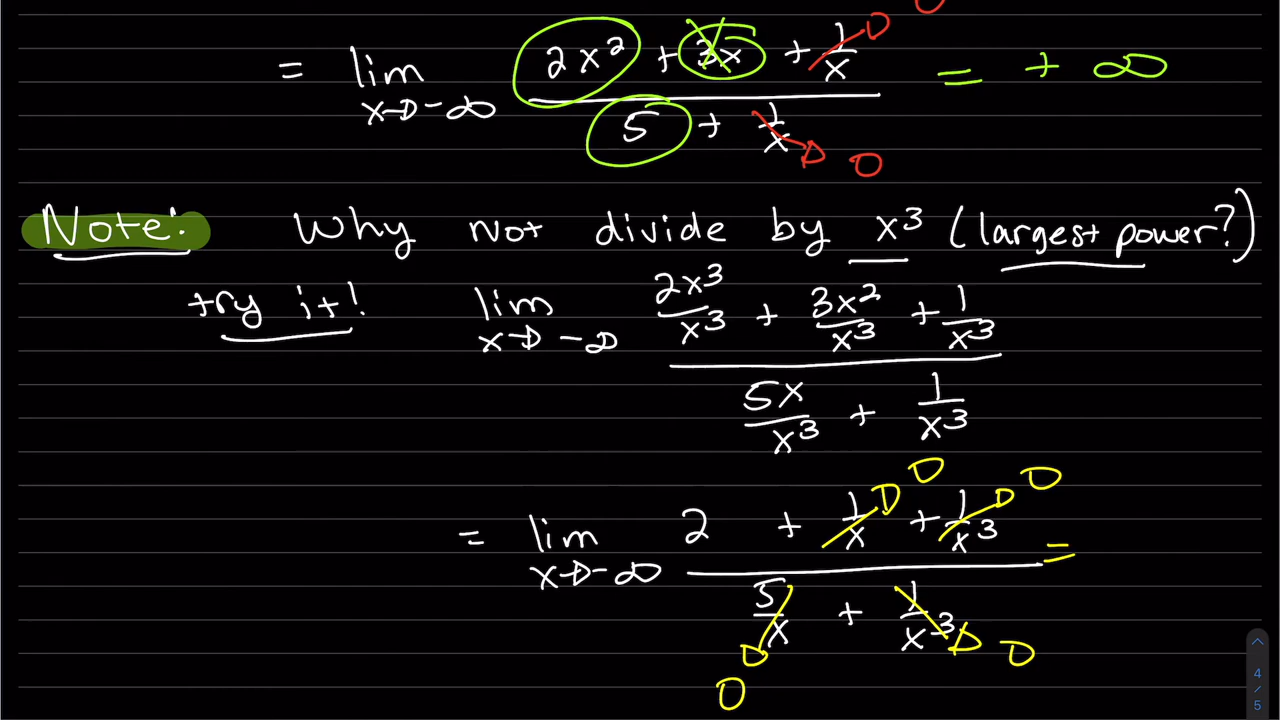 = lim x→-∞ (2x² + 3x + 1/x → 0) / (5 + 1/x → 0) = + ∞
Note: Why not divide by x³ (largest power?)
try it! lim x→-∞ (2x³/x³ + 3x²/x³ + 1/x³) / (5x/x³ + 1/x³)
= lim x→-∞ (2 + 1/x → 0 + 1/x³ → 0) / (5/x → 0 + 1/x³ → 0) =
4
/
5